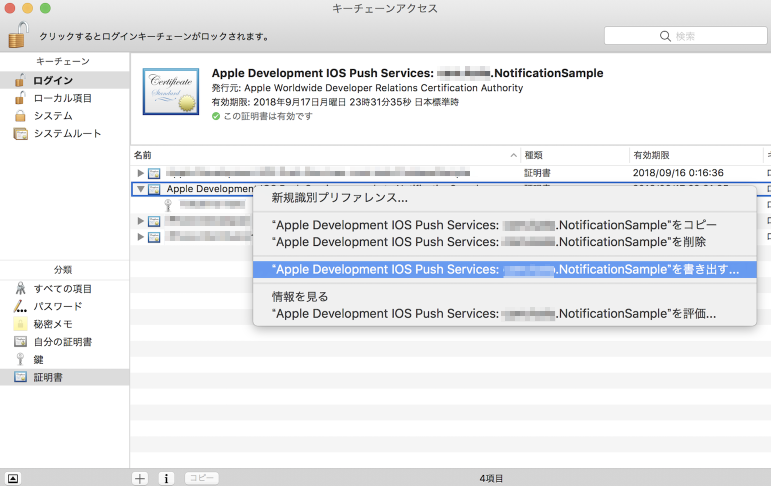 キーチェーンアクセス
クリックするとログインキーチェーンがロックされます。
検索
キーチェーン
ログイン
ローカル項目
システム
システムルート
Apple Development IOS Push Services: .NotificationSample
発行元: Apple Worldwide Developer Relations Certification Authority
有効期限: 2018年9月17日月曜日 23時31分35秒 日本標準時
この証明書は有効です
Certificate
Standard
名前 種類 有効期限
証明書 2018/09/16 0:16:36
Apple Development
新規識別プリファレンス...
“Apple Development IOS Push Services: .NotificationSample”をコピー
“Apple Development IOS Push Services: .NotificationSample”を削除
“Apple Development IOS Push Services: .NotificationSample”を書き出す...
情報を見る
“Apple Development IOS Push Services: .NotificationSample”を評価...
分類
すべての項目
パスワード
秘密メモ
自分の証明書
鍵
証明書
コピー
4項目